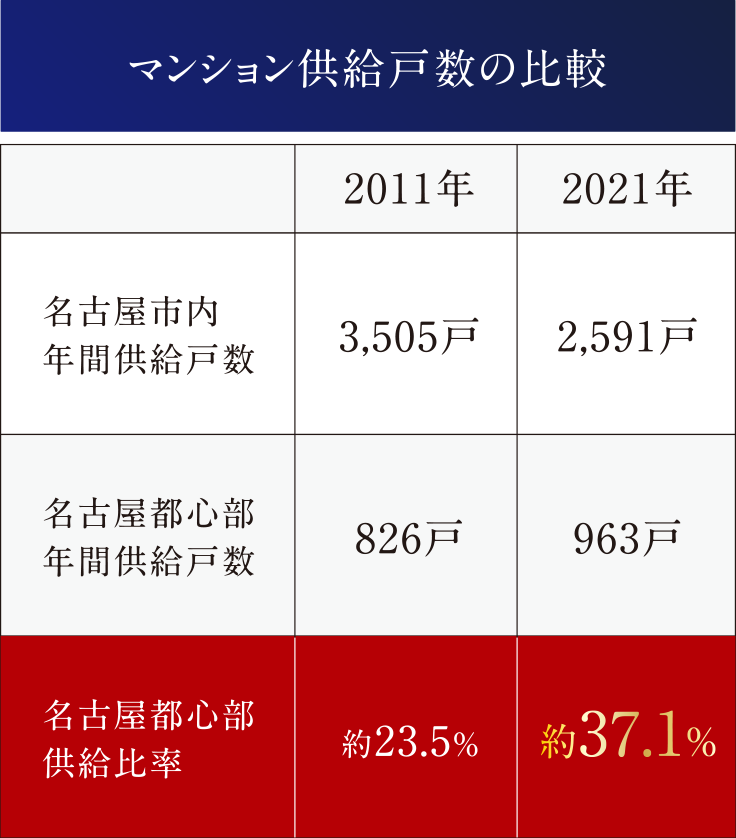 マンション供給戸数の比較
2011年 2021年
名古屋市内
年間供給戸数
3,505戸 2,591戸
名古屋都心部
年間供給戸数
826戸 963戸
名古屋都心部
供給比率
約23.5% 約37.1%